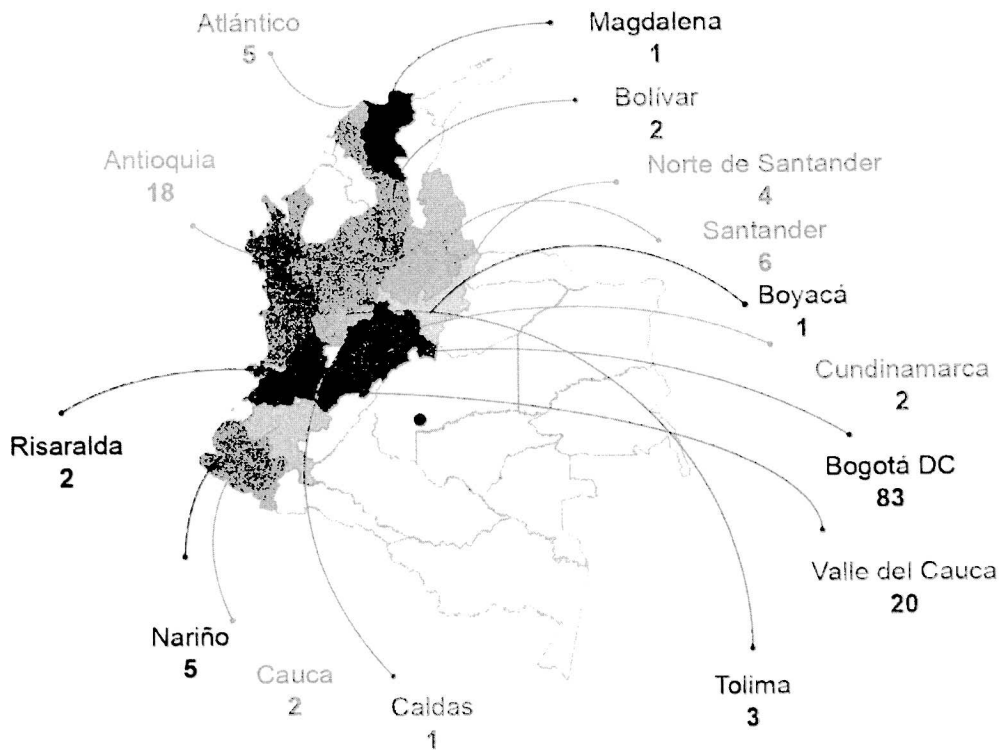 Atlántico
5
Magdalena
1
Bolívar
2
Antioquia
18
Norte de Santander
4
Santander
6
Boyacá
1
Cundinamarca
2
Risaralda
2
Bogotá DC
83
Valle del Cauca
20
Nariño
5
Cauca
2
Caldas
1
Tolima
3